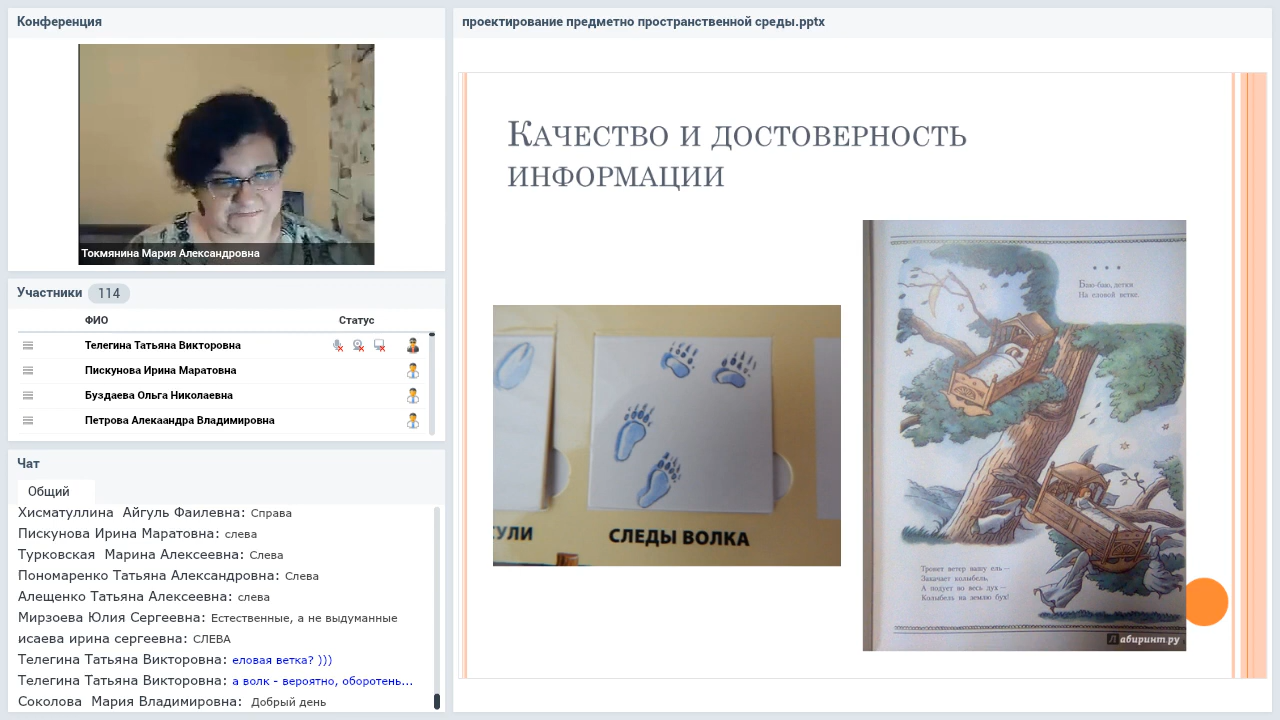 Конференция
Токмянина Мария Александровна
Участники 114
ФИО Статус
Телегина Татьяна Викторовна
Пискунова Ирина Маратовна
Буздаева Ольга Николаевна
Петрова Алекаандра Владимировна
Чат
Общий
Хисматуллина Айгуль Фаилевна: Справа
Пискунова Ирина Маратовна: слева
Турковская Марина Алексеевна: Слева
Пономаренко Татьяна Александровна: Слева
Алещенко Татьяна Алексеевна: слева
Мирзоева Юлия Сергеевна: Естественные, а не выдуманные
исаева ирина сергеевна: СЛЕВА
Телегина Татьяна Викторовна: еловая ветка? )))
Телегина Татьяна Викторовна: а волк - вероятно, оборотень...
Соколова Мария Владимировна: Добрый день
проектирование предметно пространственной среды.pptx
Качество и достоверность
информации
УЛИ
СЛЕДЫ ВОЛКА
Бою-баю, детки
На еловой ветке.
Тронет ветер вашу ель —
Закачает колыбель,
А подует во весь дух —
Колыбель на землю бух!
Лабиринт.ру